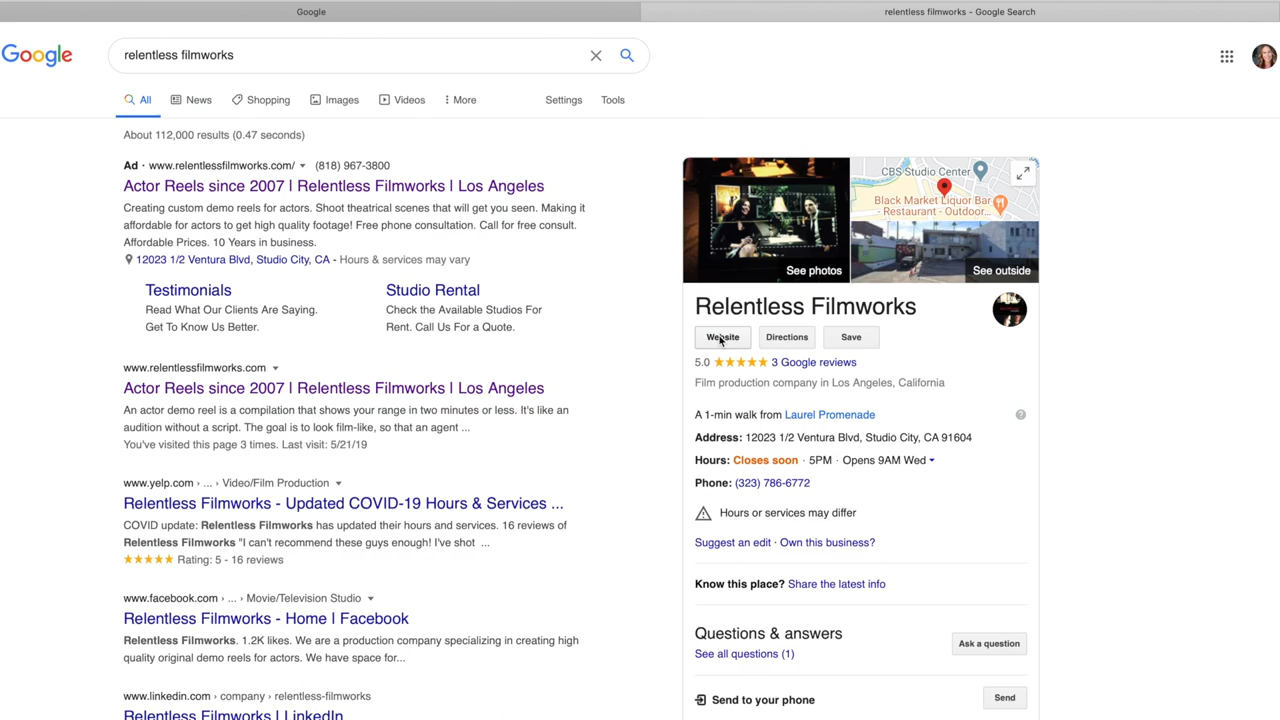 Google
relentless filmworks - Google Search
Google
relentless filmworks
All
News
Shopping
Images
Videos
More
Settings
Tools
About 112,000 results (0.47 seconds)
Ad · www.relentlessfilmworks.com/ (818) 967-3800
Actor Reels since 2007 | Relentless Filmworks | Los Angeles
Creating custom demo reels for actors. Shoot theatrical scenes that will get you seen. Making it
affordable for actors to get high quality footage! Free phone consultation. Call for free consult.
Affordable Prices. 10 Years in business.
12023 1/2 Ventura Blvd, Studio City, CA - Hours & services may vary
Testimonials
Read What Our Clients Are Saying.
Get To Know Us Better.
Studio Rental
Check the Available Studios For
Rent. Call Us For a Quote.
www.relentlessfilmworks.com
Actor Reels since 2007 | Relentless Filmworks | Los Angeles
An actor demo reel is a compilation that shows your range in two minutes or less. It's like an
audition without a script. The goal is to look film-like, so that an agent ...
You've visited this page 3 times. Last visit: 5/21/19
www.yelp.com › ... › Video/Film Production
Relentless Filmworks - Updated COVID-19 Hours & Services ...
COVID update: Relentless Filmworks has updated their hours and services. 16 reviews of
Relentless Filmworks "I can't recommend these guys enough! I've shot ...
Rating: 5 - 16 reviews
www.facebook.com › ... › Movie/Television Studio
Relentless Filmworks - Home | Facebook
Relentless Filmworks. 1.2K likes. We are a production company specializing in creating high
quality original demo reels for actors. We have space for...
www.linkedin.com › company › relentless-filmworks
Relentless Filmworks | LinkedIn
CBS Studio Center
Black Market Liquor Bar
- Restaurant - Outdoor...
See photos
See outside
Relentless Filmworks
Website
Directions
Save
5.0 3 Google reviews
Film production company in Los Angeles, California
A 1-min walk from Laurel Promenade
Address: 12023 1/2 Ventura Blvd, Studio City, CA 91604
Hours: Closes soon · 5PM · Opens 9AM Wed
Phone: (323) 786-6772
Hours or services may differ
Suggest an edit · Own this business?
Know this place? Share the latest info
Questions & answers
See all questions (1)
Ask a question
Send to your phone
Send